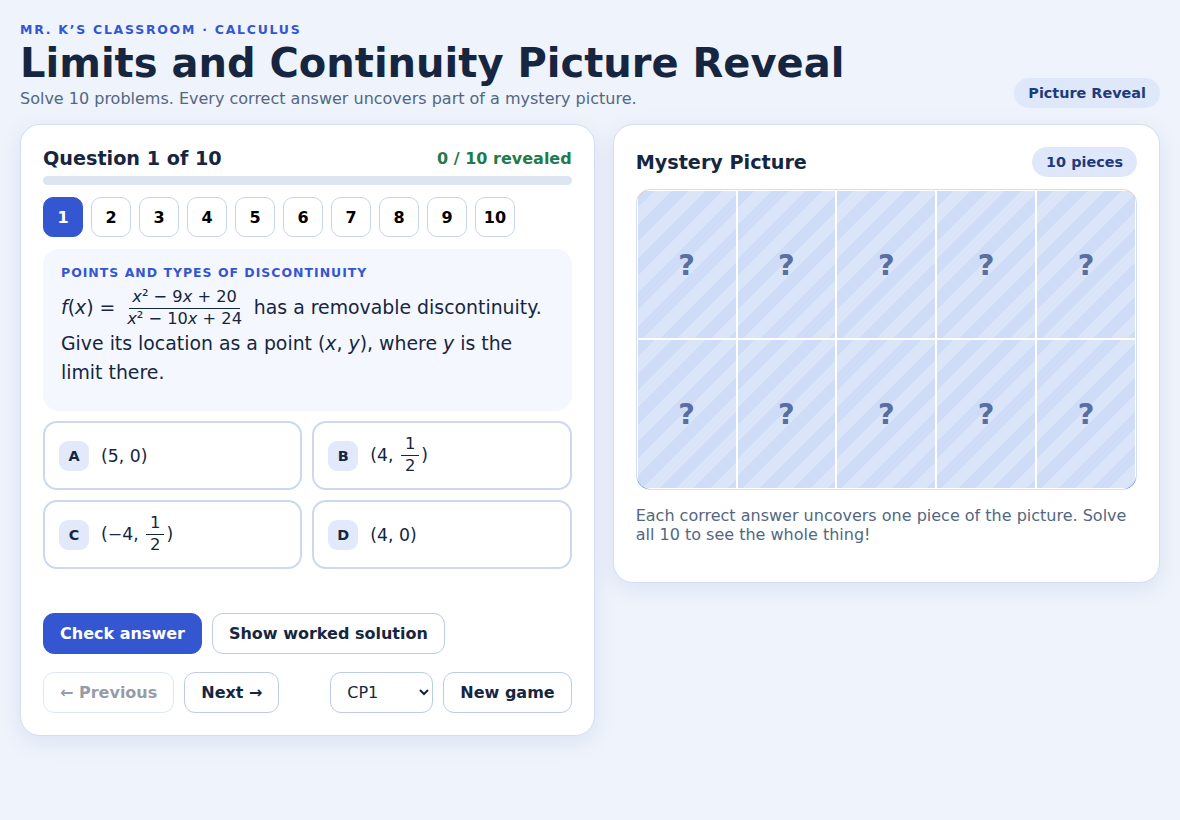 MR. K’S CLASSROOM · CALCULUS
Limits and Continuity Picture Reveal
Solve 10 problems. Every correct answer uncovers part of a mystery picture.
Picture Reveal
Question 1 of 10
0 / 10 revealed
1 2 3 4 5 6 7 8 9 10
POINTS AND TYPES OF DISCONTINUITY
f(x) = (x² − 9x + 20)/(x² − 10x + 24) has a removable discontinuity.
Give its location as a point (x, y), where y is the
limit there.
A (5, 0)
B (4, 1/2)
C (−4, 1/2)
D (4, 0)
Check answer
Show worked solution
← Previous
Next →
CP1
New game
Mystery Picture
10 pieces
? ? ? ? ?
? ? ? ? ?
Each correct answer uncovers one piece of the picture. Solve
all 10 to see the whole thing!